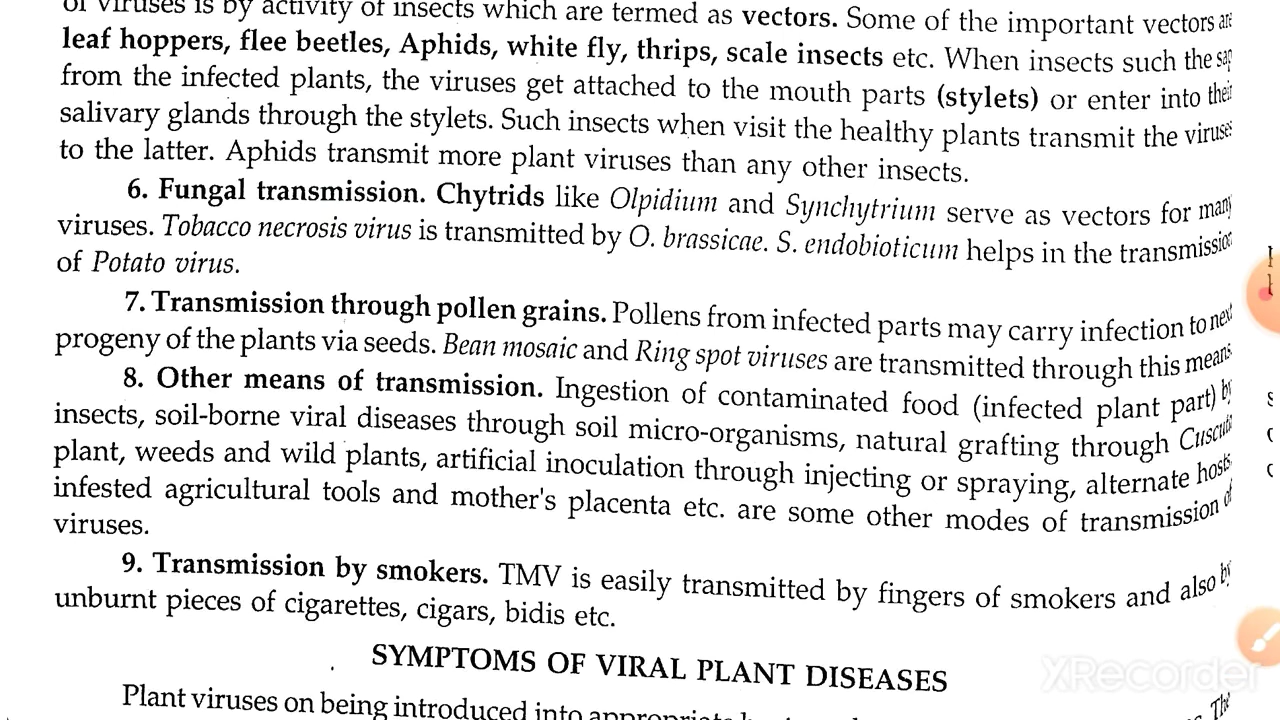 of viruses is by activity of insects which are termed as vectors. Some of the important vectors are
leaf hoppers, flee beetles, Aphids, white fly, thrips, scale insects etc. When insects such the sap
from the infected plants, the viruses get attached to the mouth parts (stylets) or enter into their
salivary glands through the stylets. Such insects when visit the healthy plants transmit the viruses
to the latter. Aphids transmit more plant viruses than any other insects.
6. Fungal transmission. Chytrids like Olpidium and Synchytrium serve as vectors for many
viruses. Tobacco necrosis virus is transmitted by O. brassicae. S. endobioticum helps in the transmission
of Potato virus.
7. Transmission through pollen grains. Pollens from infected parts may carry infection to next
progeny of the plants via seeds. Bean mosaic and Ring spot viruses are transmitted through this means.
8. Other means of transmission. Ingestion of contaminated food (infected plant part) by
insects, soil-borne viral diseases through soil micro-organisms, natural grafting through Cuscuta
plant, weeds and wild plants, artificial inoculation through injecting or spraying, alternate hosts,
infested agricultural tools and mother's placenta etc. are some other modes of transmission of
viruses.
9. Transmission by smokers. TMV is easily transmitted by fingers of smokers and also by
unburnt pieces of cigarettes, cigars, bidis etc.
SYMPTOMS OF VIRAL PLANT DISEASES
Plant viruses on being introduced into appropriate The
XRecorder